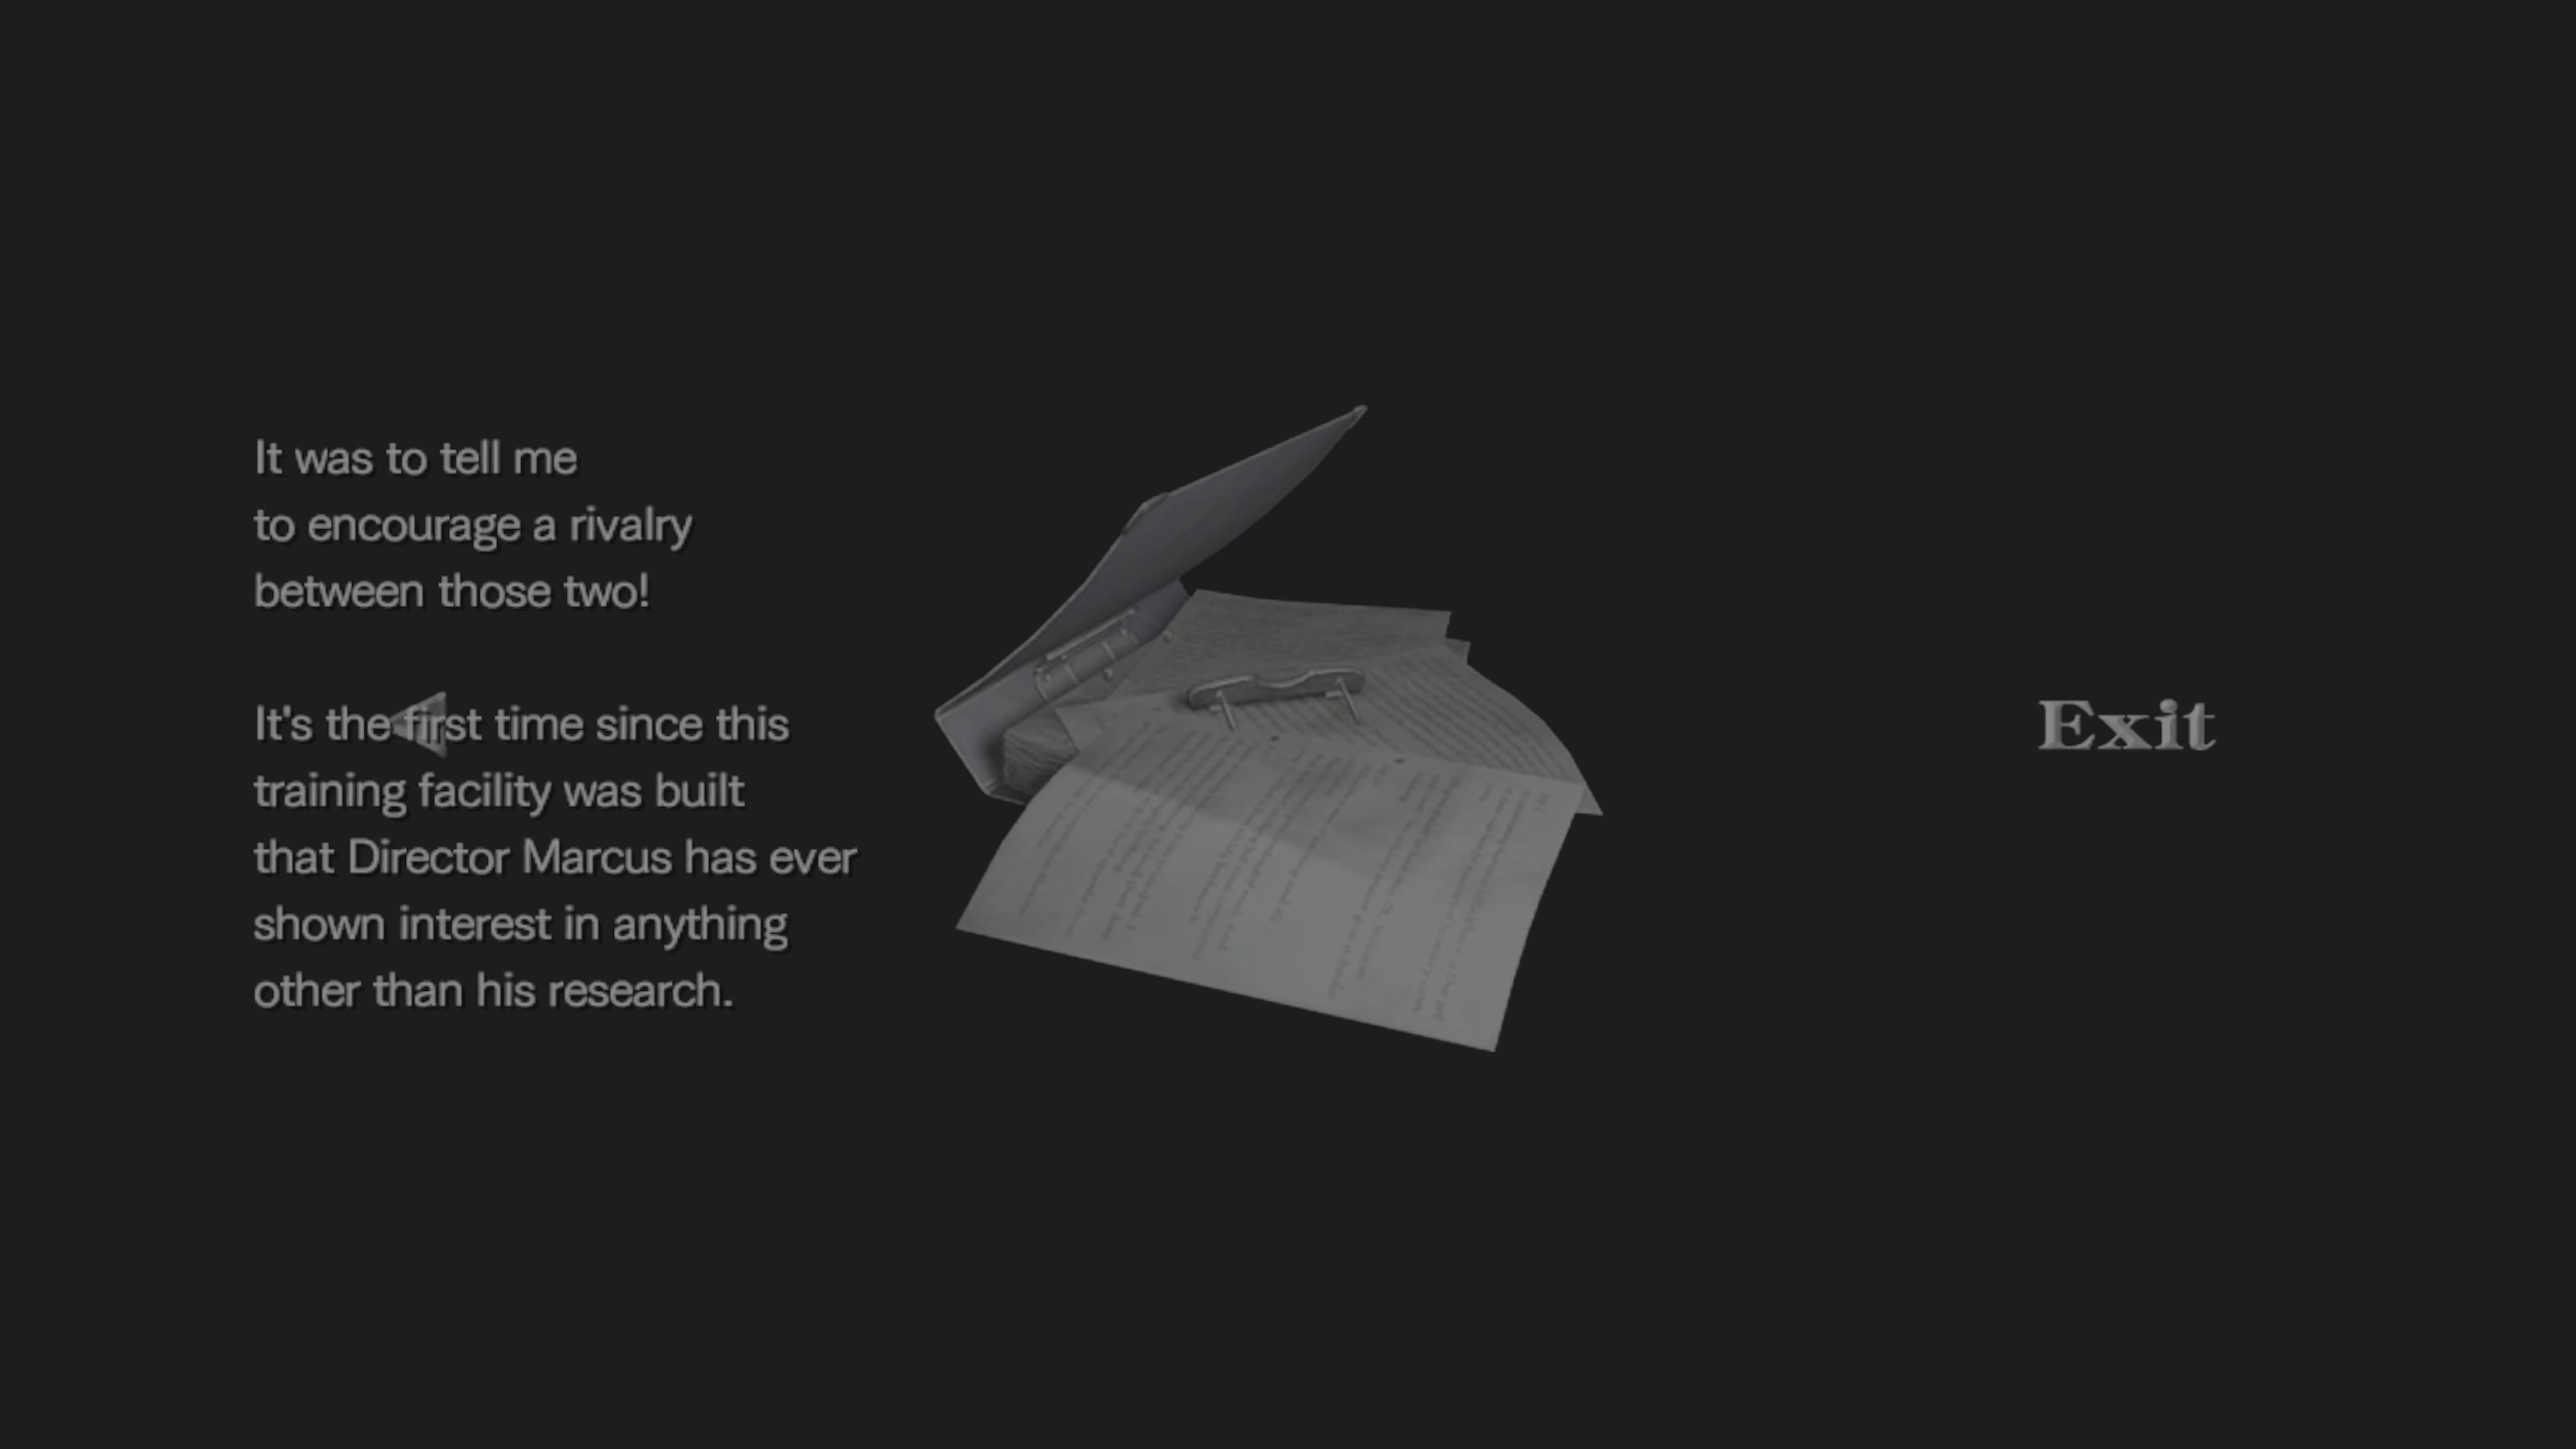 It was to tell me
to encourage a rivalry
between those two!
It's the first time since this
training facility was built
that Director Marcus has ever
shown interest in anything
other than his research.
Exit